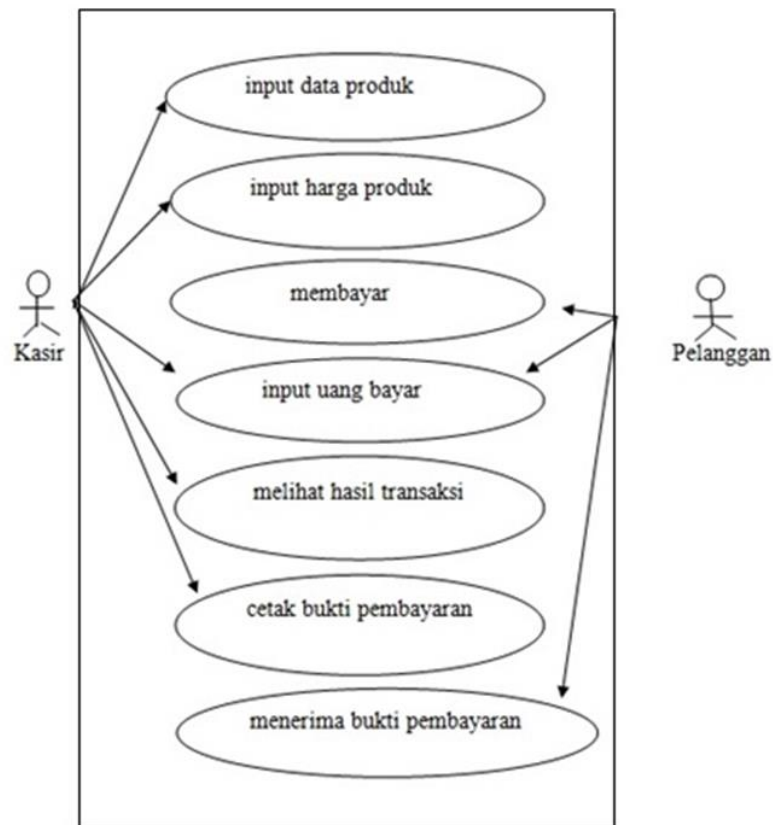 input data produk
input harga produk
membayar
Kasir
Pelanggan
input uang bayar
melihat hasil transaksi
cetak bukti pembayaran
menerima bukti pembayaran